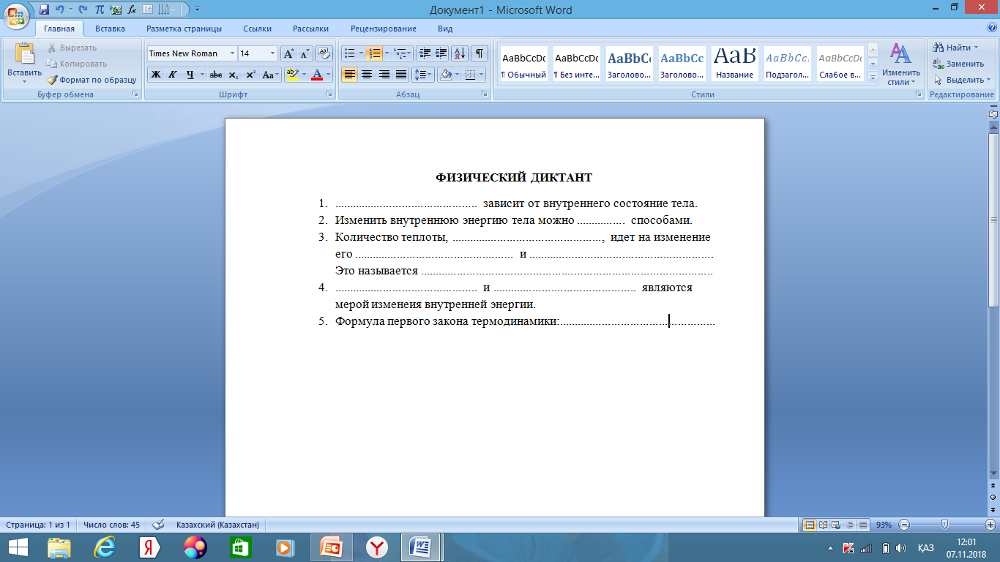 Документ1 - Microsoft Word
Главная Вставка Разметка страницы Ссылки Рассылки Рецензирование Вид
Вставить
Вырезать
Копировать
Формат по образцу
Буфер обмена
Times New Roman 14
Ж К Ч abc x₂ x² Aa
Шрифт
Абзац
AaBbCcDc AaBbCcDc AaBbCc AaBbCc AaB AaBbCc. AaBbCcDc
¶ Обычный ¶ Без инте... Заголово... Заголово... Название Подзагол... Слабое в...
Изменить стили
Стили
Найти
Заменить
Выделить
Редактирование
ФИЗИЧЕСКИЙ ДИКТАНТ
1. ............................................... зависит от внутреннего состояние тела.
2. Изменить внутреннюю энергию тела можно ................ способами.
3. Количество теплоты, .................................................., идет на изменение
его ..................................................... и .............................................................
Это называется .................................................................................................
4. ............................................... и ............................................... являются
мерой изменеия внутренней энергии.
5. Формула первого закона термодинамики:....................................................
Страница: 1 из 1 Число слов: 45 Казахский (Казахстан) 93%
ҚАЗ 12:01
07.11.2018